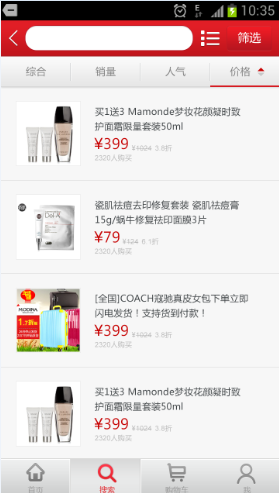 10:35
筛选
综合
销量
人气
价格
买1送3 Mamonde梦妆花颜凝时致
护面霜限量套装50ml
¥399 ¥1024 3.9折
2320人购买
瓷肌祛痘去印修复套装 瓷肌祛痘膏
15g/蜗牛修复祛印面膜3片
¥79 ¥124 6.1折
2320人购买
[全国]COACH寇驰真皮女包下单立即
闪电发货！支持货到付款！
¥399 ¥1024 3.9折
2320人购买
买1送3 Mamonde梦妆花颜凝时致
护面霜限量套装50ml
¥399 ¥1024 3.9折
2320人购买
首页
搜索
购物车
我